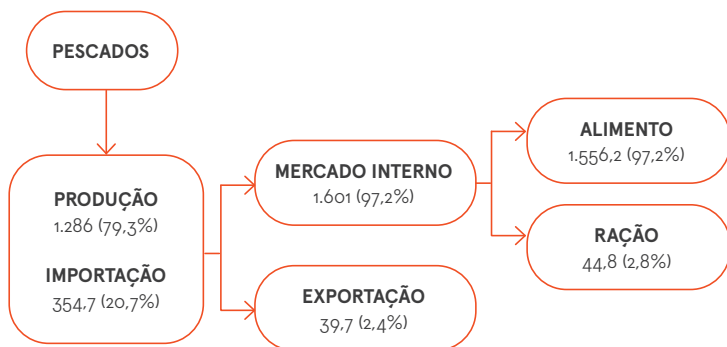 PESCADOS
PRODUÇÃO
1.286 (79,3%)
IMPORTAÇÃO
354,7 (20,7%)
MERCADO INTERNO
1.601 (97,2%)
EXPORTAÇÃO
39,7 (2,4%)
ALIMENTO
1.556,2 (97,2%)
RAÇÃO
44,8 (2,8%)